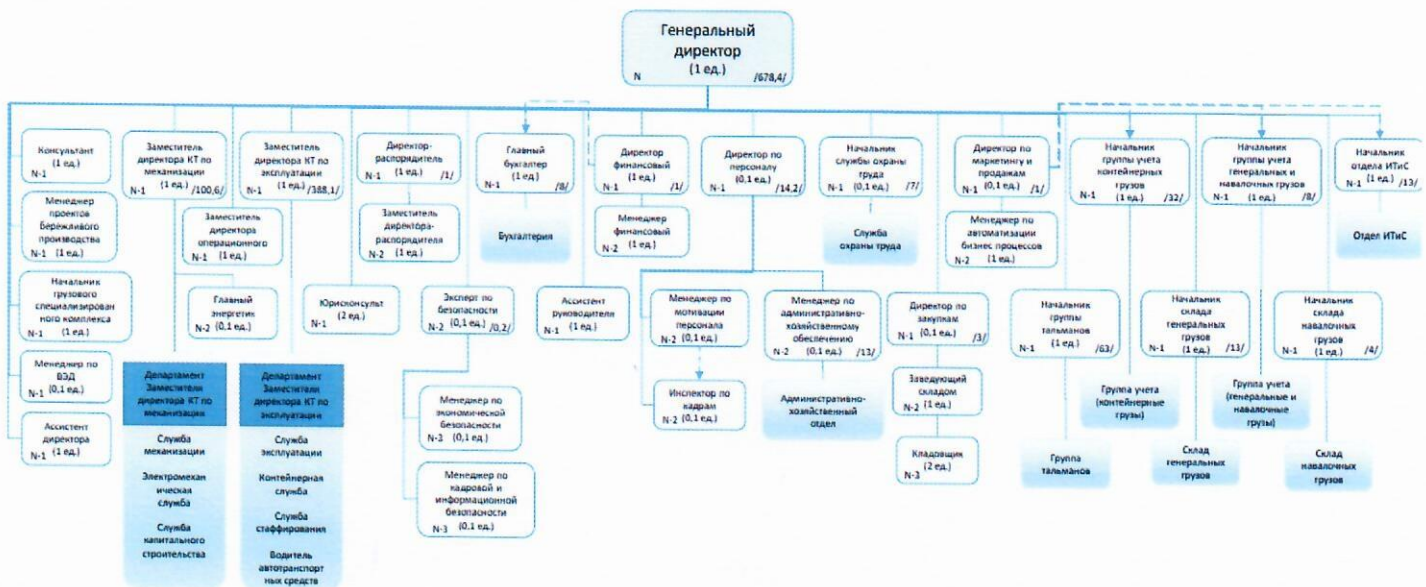 Генеральный
директор
(1 ед.)
N /678,4/
Консультант
(1 ед.)
N-1
Заместитель
директора КТ по
механизации
N-1 (1 ед.) /100,6/
Заместитель
директора КТ по
эксплуатации
N-1 (1 ед.) /388,1/
Директор-
распорядитель
N-1 (1 ед.) /1/
Главный
бухгалтер
(1 ед.)
N-1 /8/
Директор
финансовый
(1 ед.)
N-1 /1/
Директор по
персоналу
(0,1 ед.)
N-1 /14,2/
Начальник
службы охраны
труда
N-1 (0,1 ед.) /7/
Директор по
маркетингу и
продажам
N-1 (0,1 ед.) /1/
Начальник
группы учета
контейнерных
грузов
N-1 (1 ед.) /32/
Начальник
группы учета
генеральных и
навалочных грузов
N-1 (1 ед.) /8/
Начальник
отдела ИТиС
N-1 (1 ед.) /13/
Менеджер
проектов
бережливого
производства
N-1 (1 ед.)
Заместитель
директора
операционного
N-1 (1 ед.)
Заместитель
директора-
распорядителя
N-2 (1 ед.)
Бухгалтерия
Менеджер
финансовый
N-2 (1 ед.)
Служба
охраны труда
Менеджер по
автоматизации
бизнес процессов
N-2 (1 ед.)
Отдел ИТиС
Начальник
грузового
специализирован
ного комплекса
N-1 (1 ед.)
Главный
энергетик
N-2 (0,1 ед.)
Юрисконсульт
(2 ед.)
N-1
Эксперт по
безопасности
N-2 (0,1 ед.) /0,2/
Ассистент
руководителя
N-1 (1 ед.)
Менеджер по
мотивации
персонала
N-2 (0,1 ед.)
Менеджер по
административно-
хозяйственному
обеспечению
N-2 (0,1 ед.) /13/
Директор по
закупкам
N-1 (0,1 ед.) /3/
Начальник
группы
тальманов
(1 ед.)
N-1 /63/
Начальник
склада
генеральных
грузов
N-1 (1 ед.) /13/
Начальник
склада
навалочных
грузов
N-1 (1 ед.) /4/
Менеджер по
ВЭД
N-1 (0,1 ед.)
Департамент
Заместителя
директора КТ по
механизации
Департамент
Заместителя
директора КТ по
эксплуатации
Менеджер по
экономической
безопасности
N-3 (0,1 ед.)
Инспектор по
кадрам
N-2 (0,1 ед.)
Административно-
хозяйственный
отдел
Заведующий
складом
N-2 (1 ед.)
Группа учета
(контейнерные
грузы)
Группа учета
(генеральные и
навалочные
грузы)
Ассистент
директора
N-1 (1 ед.)
Служба
механизации
Электромехан
ическая
служба
Служба
капитального
строительства
Служба
эксплуатации
Контейнерная
служба
Служба
стаффирования
Водитель
автотранспорт
ных средств
Менеджер по
кадровой и
информационной
безопасности
N-3 (0,1 ед.)
Кладовщик
(2 ед.)
N-3
Группа
тальманов
Склад
генеральных
грузов
Склад
навалочных
грузов